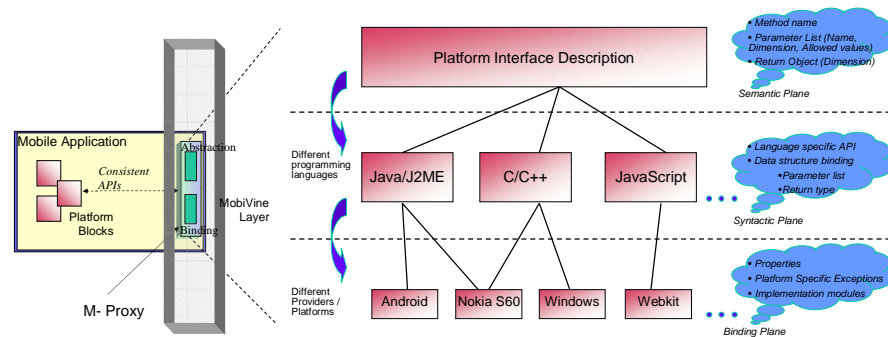 Mobile Application
Abstraction
Consistent
APIs
Platform
Blocks
Binding
MobiVine
Layer
M- Proxy
Platform Interface Description
• Method name
• Parameter List (Name,
Dimension, Allowed values)
• Return Object (Dimension)
Semantic Plane
Different
programming
languages
Java/J2ME
C/C++
JavaScript
• Language specific API
• Data structure binding
•Parameter list
•Return type
Syntactic Plane
Different
Providers /
Platforms
Android
Nokia S60
Windows
Webkit
• Properties
• Platform Specific Exceptions
• Implementation modules
Binding Plane